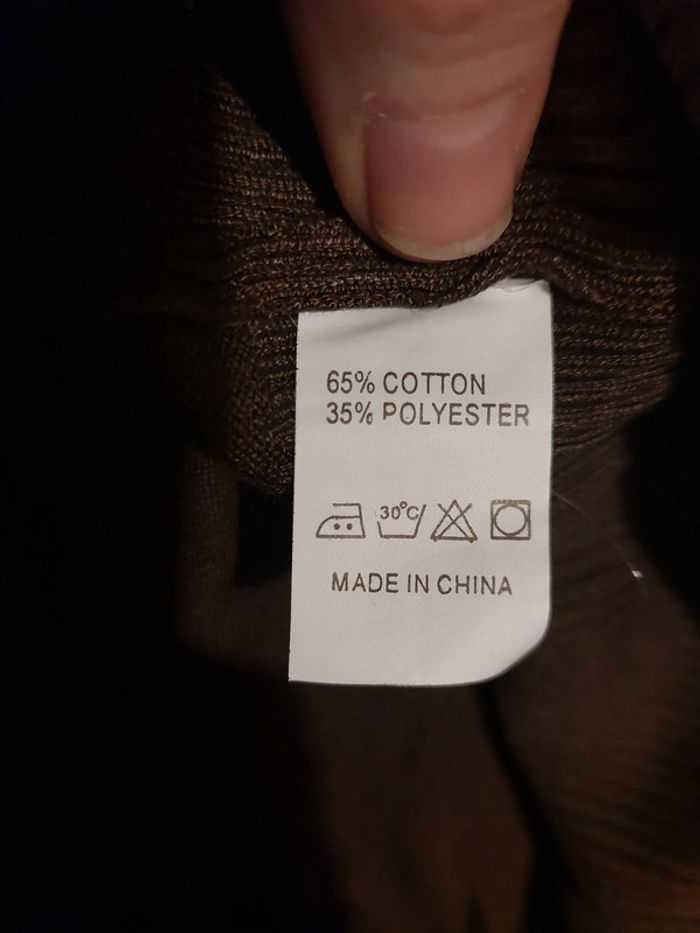 65% COTTON
35% POLYESTER
30°C
MADE IN CHINA